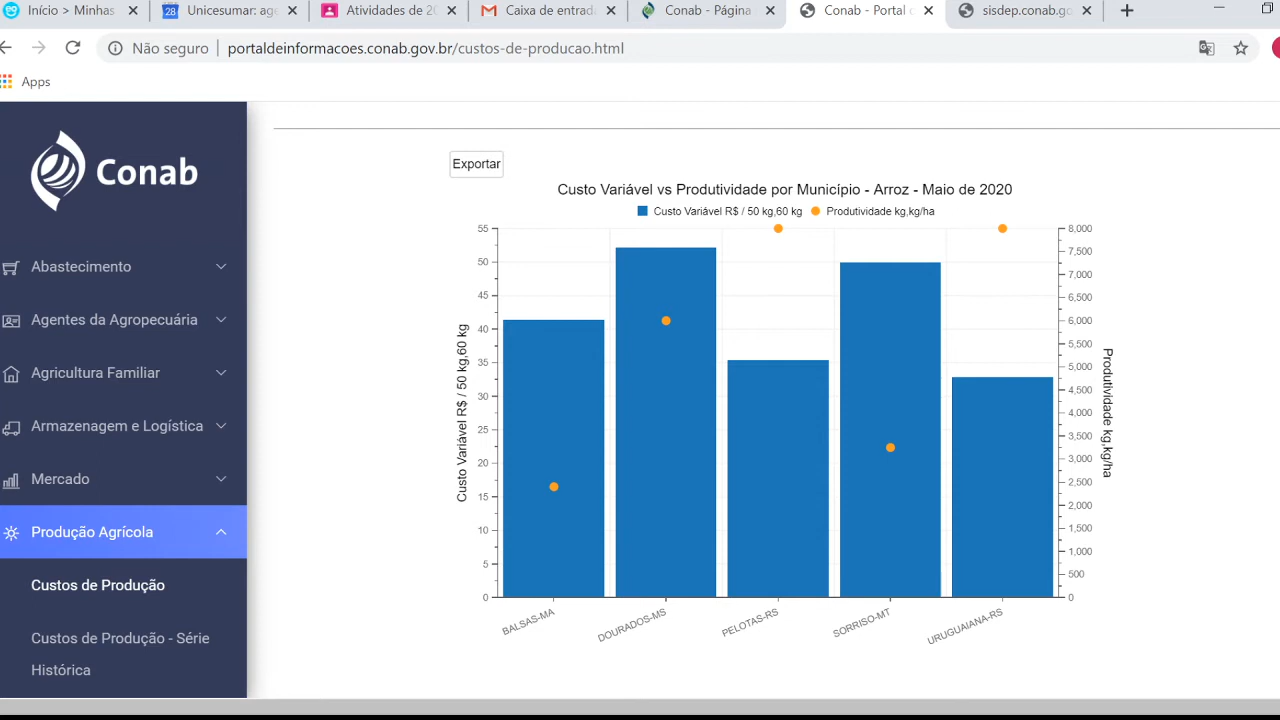 Início > Minhas
28
Unicesumar: age
Atividades de 20
Caixa de entrad
Conab - Página
Conab - Portal d
sisdep.conab.go
Não seguro
portaldeinformacoes.conab.gov.br/custos-de-producao.html
Apps
Conab
Abastecimento
Agentes da Agropecuária
Agricultura Familiar
Armazenagem e Logística
Mercado
Produção Agrícola
Custos de Produção
Custos de Produção - Série
Histórica
Exportar
Custo Variável vs Produtividade por Município - Arroz - Maio de 2020
Custo Variável R$ / 50 kg,60 kg
Produtividade kg,kg/ha
Custo Variável R$ / 50 kg,60 kg
55
50
45
40
35
30
25
20
15
10
5
0
8,000
7,500
7,000
6,500
6,000
5,500
5,000
4,500
4,000
3,500
3,000
2,500
2,000
1,500
1,000
500
0
Produtividade kg,kg/ha
BALSAS-MA
DOURADOS-MS
PELOTAS-RS
SORRISO-MT
URUGUAIANA-RS